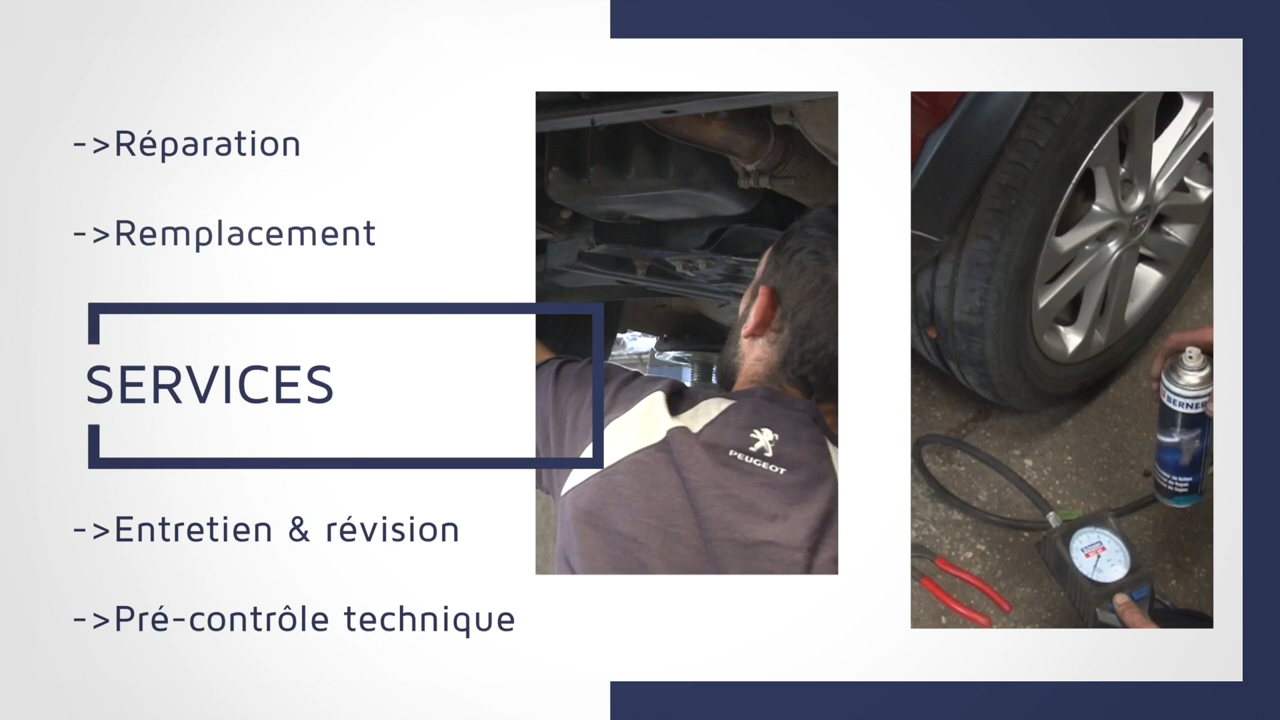 ->Réparation
->Remplacement
SERVICES
->Entretien & révision
->Pré-contrôle technique
PEUGEOT
BERNER